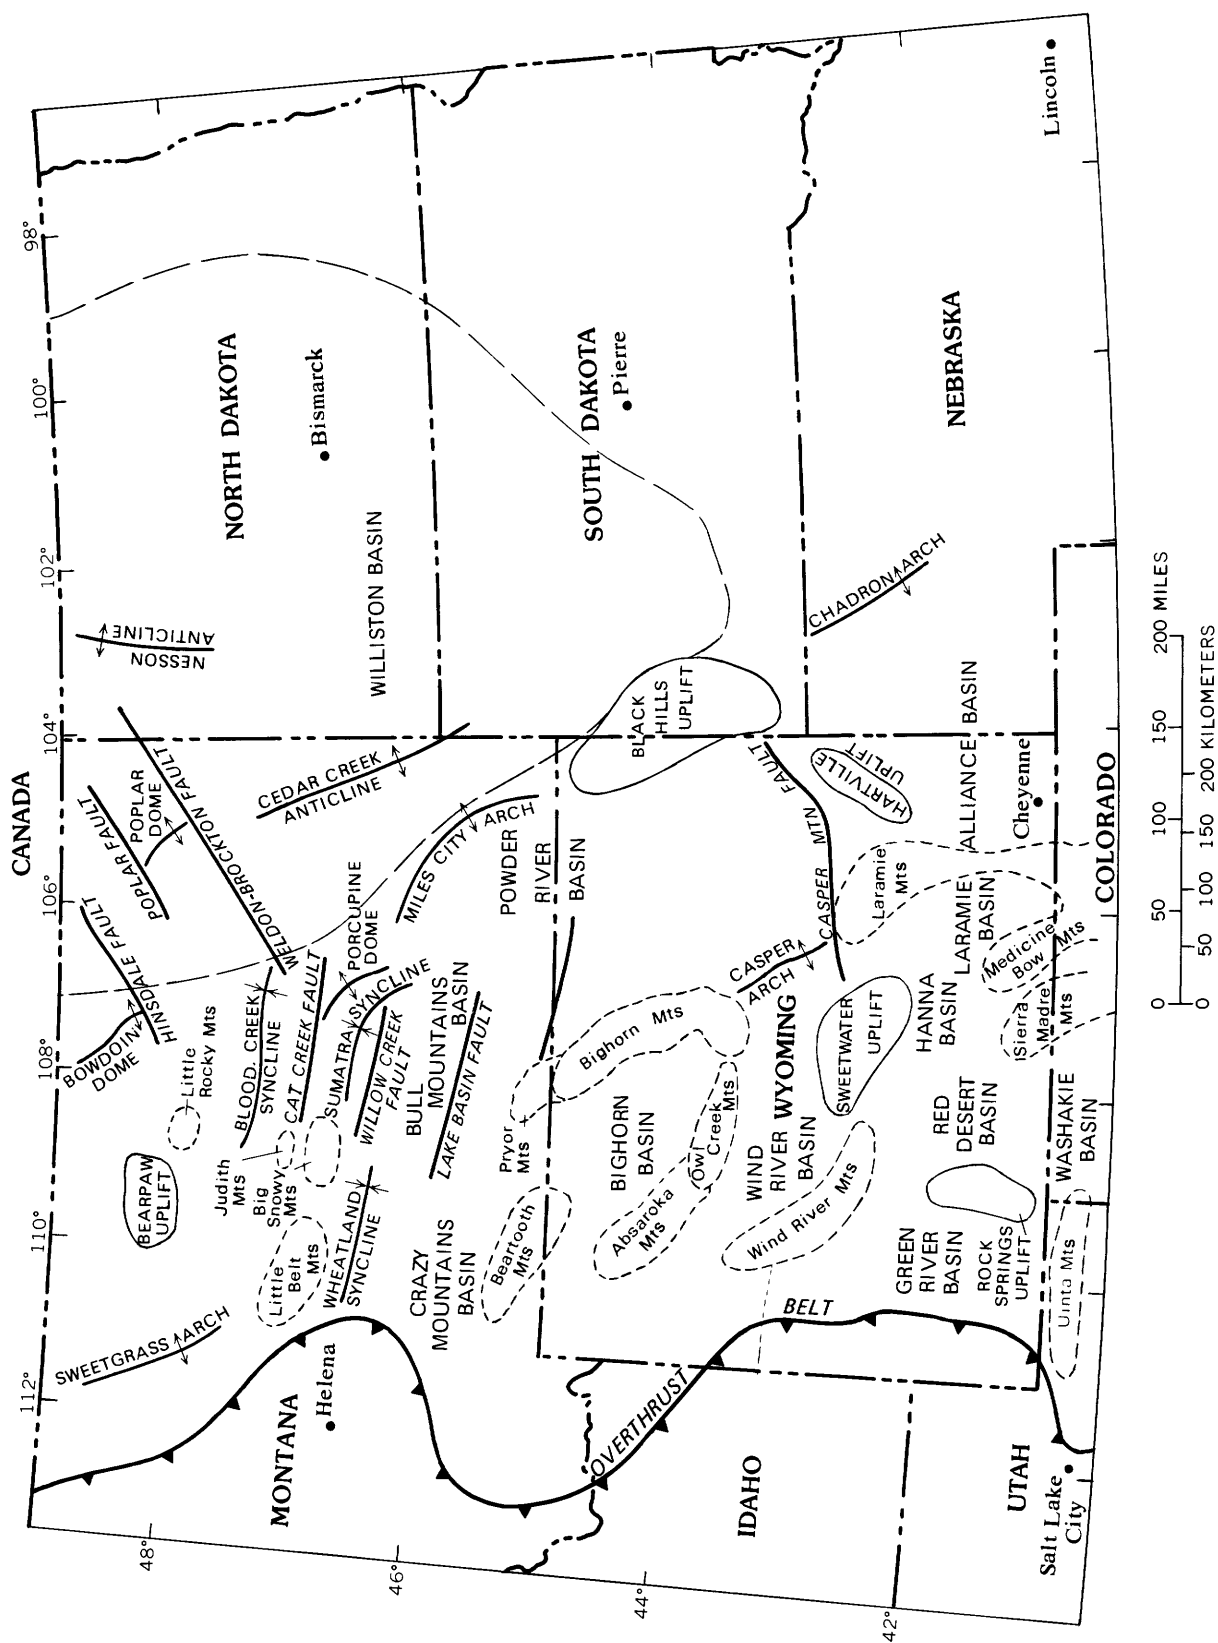 CANADA
112°
110°
108°
106°
104°
102°
100°
98°
48°
46°
44°
42°
SWEETGRASS ARCH
BEARPAW
UPLIFT
BOWDOIN
DOME
HINSDALE FAULT
Little
Rocky Mts
POPLAR FAULT
POPLAR
DOME
WELDON-BROCKTON FAULT
NESSON
ANTICLINE
NORTH DAKOTA
Bismarck
WILLISTON BASIN
CEDAR CREEK
ANTICLINE
Judith
Mts
Big
Snowy
Mts
BLOOD CREEK
SYNCLINE
CAT CREEK FAULT
SUMATRA SYNCLINE
PORCUPINE
DOME
WILLOW CREEK
FAULT
MILES CITY ARCH
MONTANA
Helena
Little
Belt
Mts
WHEATLAND
SYNCLINE
BULL
MOUNTAINS
BASIN
LAKE BASIN FAULT
CRAZY
MOUNTAINS
BASIN
Beartooth
Mts
Pryor
Mts
POWDER
RIVER
BASIN
SOUTH DAKOTA
Pierre
BLACK
HILLS
UPLIFT
OVERTHRUST
BELT
Absaroka
Mts
BIGHORN
BASIN
Bighorn Mts
Owl
Creek
Mts
CASPER
ARCH
CASPER MTN FAULT
WIND
RIVER
BASIN
WYOMING
Wind River Mts
SWEETWATER
UPLIFT
Laramie
Mts
HARTVILLE
UPLIFT
CHADRON ARCH
NEBRASKA
Lincoln
IDAHO
GREEN
RIVER
BASIN
RED
DESERT
BASIN
HANNA
BASIN
LARAMIE
BASIN
ALLIANCE BASIN
Cheyenne
ROCK
SPRINGS
UPLIFT
Sierra
Madre
Mts
Medicine
Bow Mts
WASHAKIE
BASIN
Uinta Mts
UTAH
Salt Lake
City
COLORADO
0 50 100 150 200 MILES
0 50 100 150 200 KILOMETERS